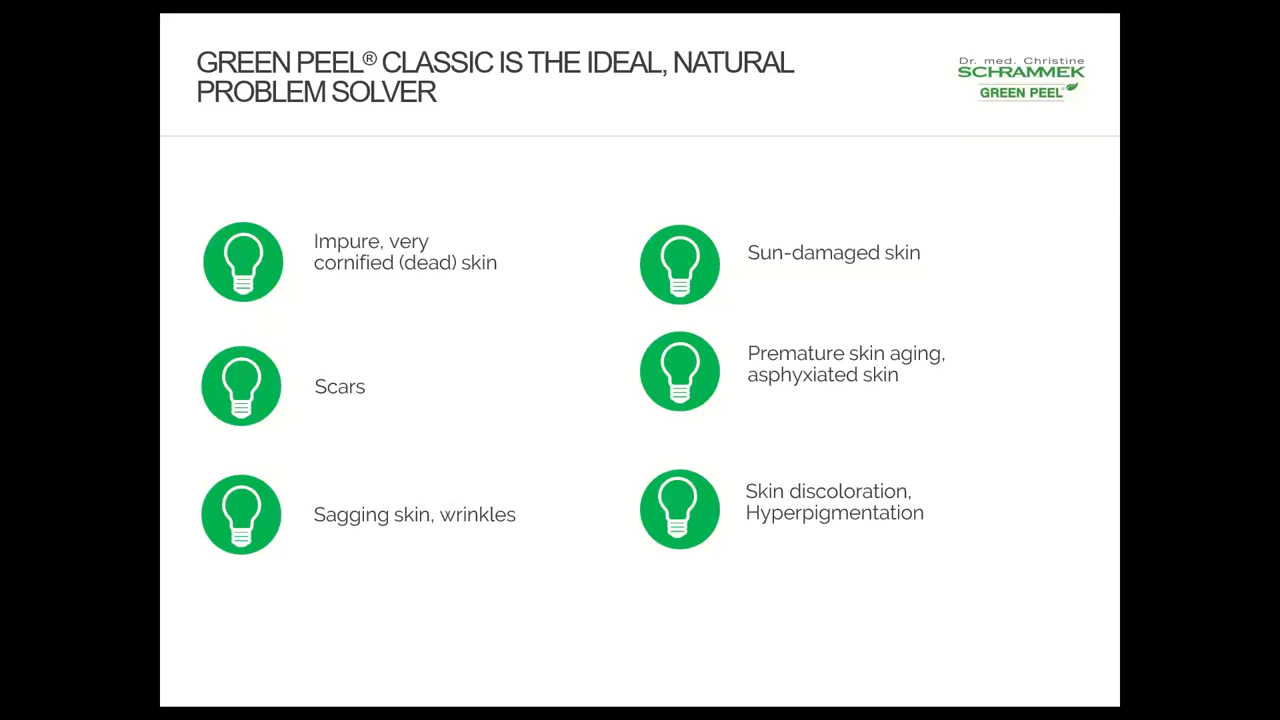 GREEN PEEL® CLASSIC IS THE IDEAL, NATURAL
PROBLEM SOLVER
Dr. med. Christine
SCHRAMMEK
GREEN PEEL®
Impure, very
cornified (dead) skin
Scars
Sagging skin, wrinkles
Sun-damaged skin
Premature skin aging,
asphyxiated skin
Skin discoloration,
Hyperpigmentation